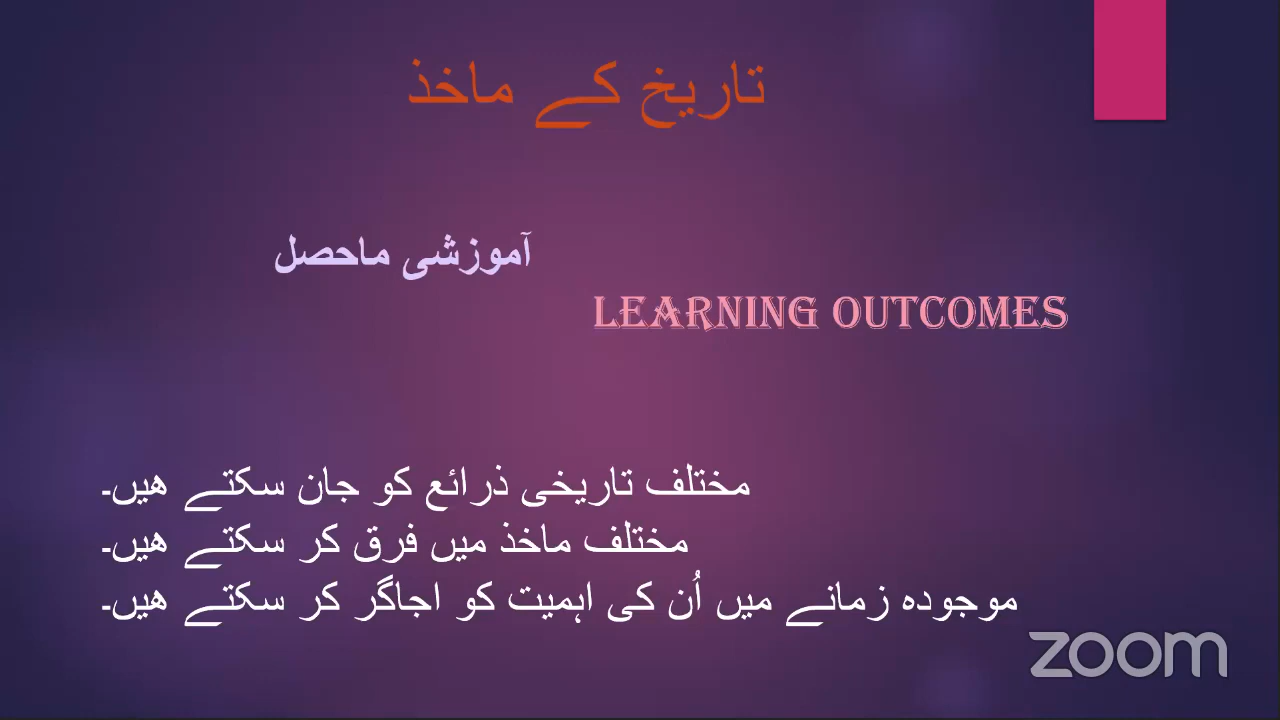 تاریخ کے ماخذ
آموزشی ماحصل
LEARNING OUTCOMES
مختلف تاریخی ذرائع کو جان سکتے ھیں۔
مختلف ماخذ میں فرق کر سکتے ھیں۔
موجودہ زمانے میں اُن کی اہمیت کو اجاگر کر سکتے ھیں۔
zoom